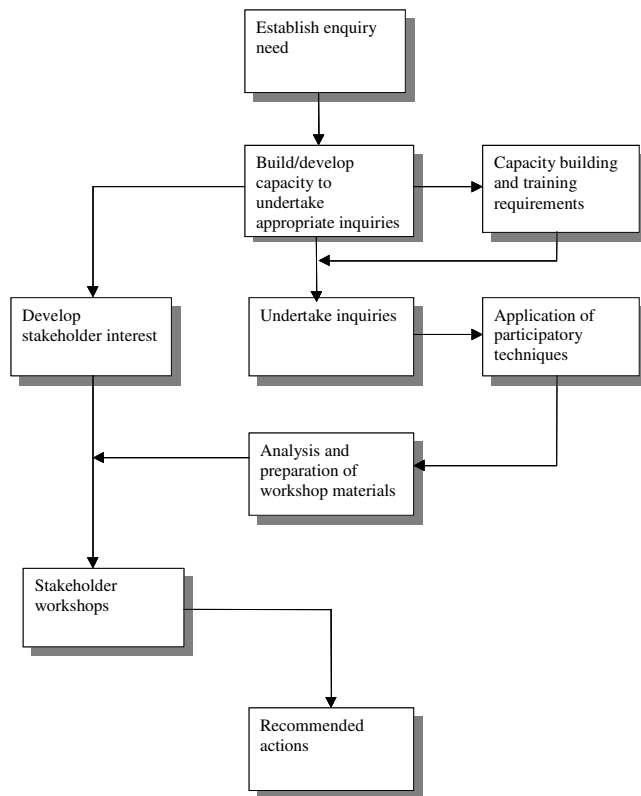 Establish enquiry
need
Build/develop
capacity to
undertake
appropriate inquiries
Capacity building
and training
requirements
Develop
stakeholder interest
Undertake inquiries
Application of
participatory
techniques
Analysis and
preparation of
workshop materials
Stakeholder
workshops
Recommended
actions